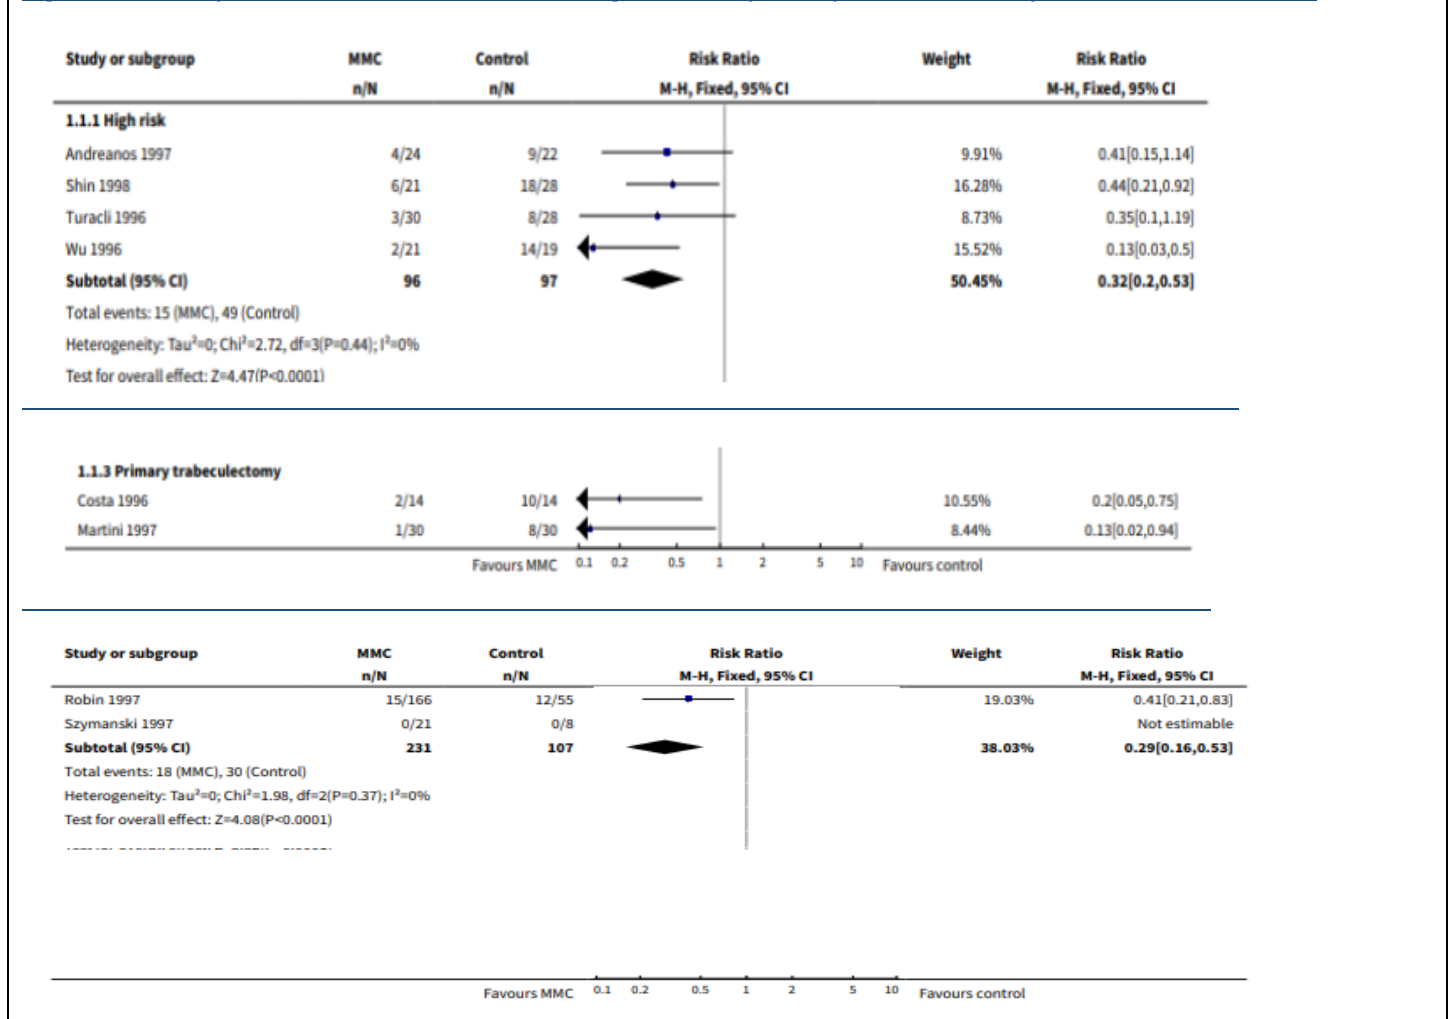 Study or subgroup MMC Control Risk Ratio Weight Risk Ratio
n/N n/N M-H, Fixed, 95% CI M-H, Fixed, 95% CI
1.1.1 High risk
Andreanos 1997 4/24 9/22 9.91% 0.41[0.15,1.14]
Shin 1998 6/21 18/28 16.28% 0.44[0.21,0.92]
Turacli 1996 3/30 8/28 8.73% 0.35[0.1,1.19]
Wu 1996 2/21 14/19 15.52% 0.13[0.03,0.5]
Subtotal (95% CI) 96 97 50.45% 0.32[0.2,0.53]
Total events: 15 (MMC), 49 (Control)
Heterogeneity: Tau²=0; Chi²=2.72, df=3(P=0.44); I²=0%
Test for overall effect: Z=4.47(P<0.0001)
1.1.3 Primary trabeculectomy
Costa 1996 2/14 10/14 10.55% 0.2[0.05,0.75]
Martini 1997 1/30 8/30 8.44% 0.13[0.02,0.94]
Favours MMC 0.1 0.2 0.5 1 2 5 10 Favours control
Study or subgroup MMC Control Risk Ratio Weight Risk Ratio
n/N n/N M-H, Fixed, 95% CI M-H, Fixed, 95% CI
Robin 1997 15/166 12/55 19.03% 0.41[0.21,0.83]
Szymanski 1997 0/21 0/8 Not estimable
Subtotal (95% CI) 231 107 38.03% 0.29[0.16,0.53]
Total events: 18 (MMC), 30 (Control)
Heterogeneity: Tau²=0; Chi²=1.98, df=2(P=0.37); I²=0%
Test for overall effect: Z=4.08(P<0.0001)
Favours MMC 0.1 0.2 0.5 1 2 5 10 Favours control